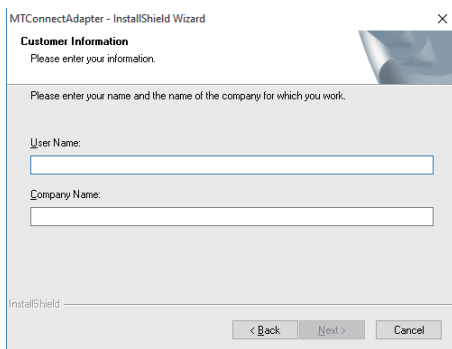 MTConnectAdapter - InstallShield Wizard
Customer Information
Please enter your information.
Please enter your name and the name of the company for which you work.
User Name:
Company Name:
InstallShield
< Back Next > Cancel